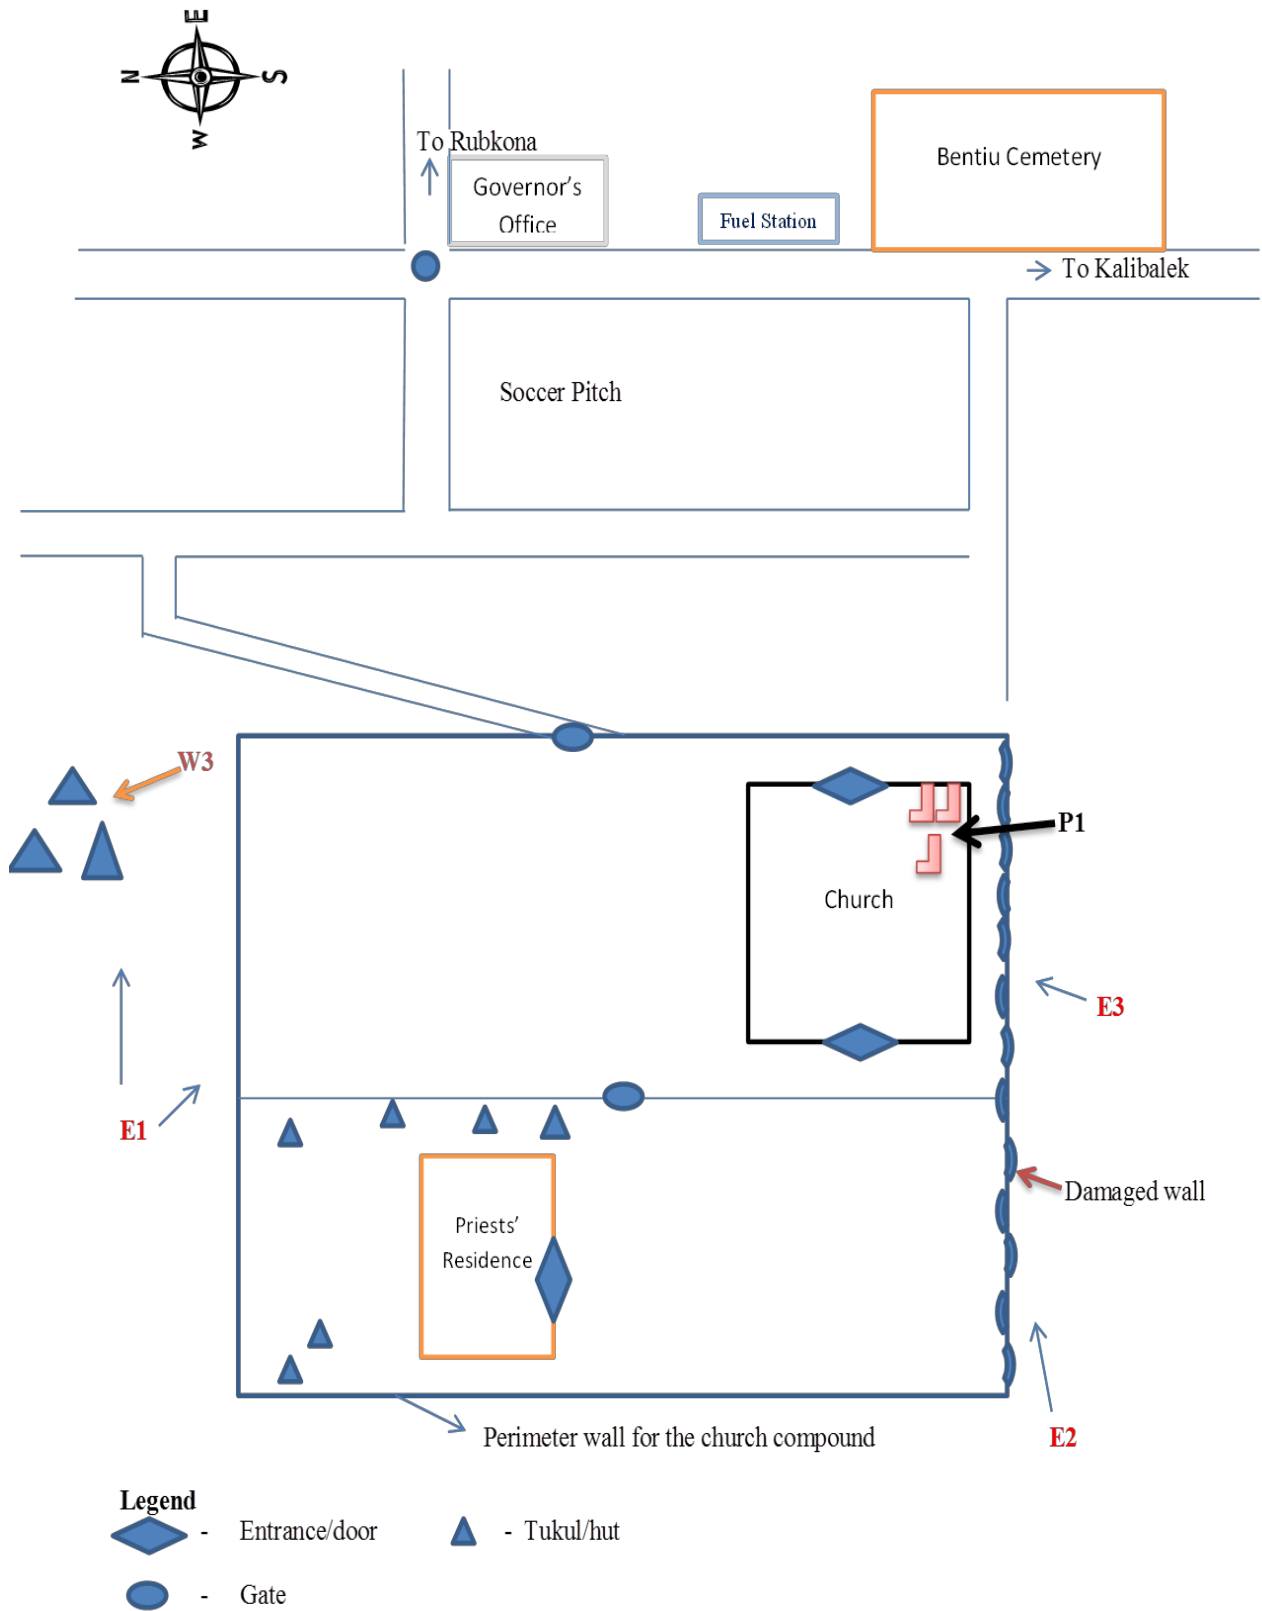 E
N
S
W
To Rubkona
Governor's
Office
Fuel Station
Bentiu Cemetery
To Kalibalek
Soccer Pitch
W3
P1
Church
E3
E1
Damaged wall
Priests'
Residence
E2
Perimeter wall for the church compound
Legend
- Entrance/door
- Tukul/hut
- Gate